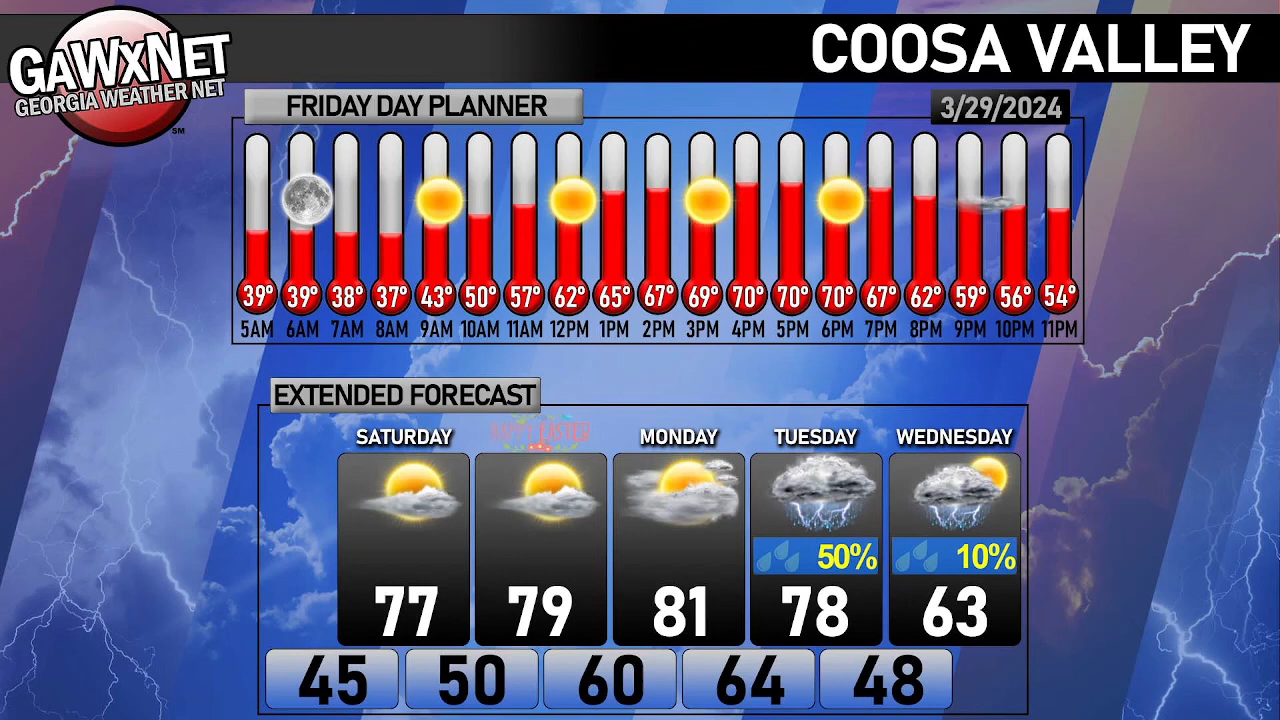 GAWxNET
GEORGIA WEATHER NET
SM
COOSA VALLEY
FRIDAY DAY PLANNER
3/29/2024
39° 39° 38° 37° 43° 50° 57° 62° 65° 67° 69° 70° 70° 70° 67° 62° 59° 56° 54°
5AM 6AM 7AM 8AM 9AM 10AM 11AM 12PM 1PM 2PM 3PM 4PM 5PM 6PM 7PM 8PM 9PM 10PM 11PM
EXTENDED FORECAST
SATURDAY HAPPY EASTER MONDAY TUESDAY WEDNESDAY
50% 10%
77 79 81 78 63
45 50 60 64 48